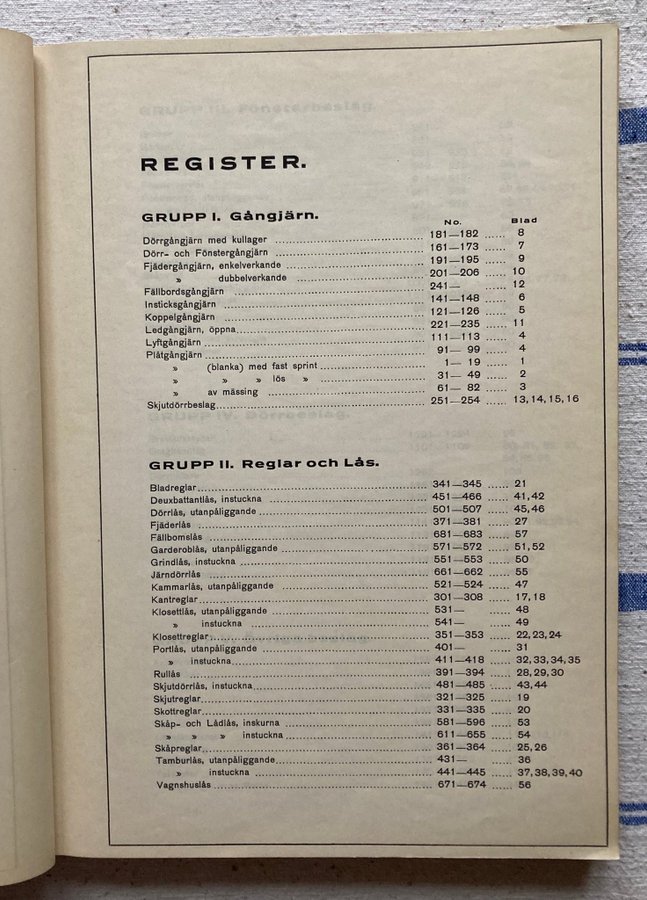 REGISTER.
GRUPP I. Gångjärn.
No. Blad
Dörrgångjärn med kullager 181—182 8
Dörr- och Fönstergångjärn 161—173 7
Fjädergångjärn, enkelverkande 191—195 9
» dubbelverkande 201—206 10
Fällbordsgångjärn 241— 12
Insticksgångjärn 141—148 6
Koppelgångjärn 121—126 5
Ledgångjärn, öppna 221—235 11
Lyftgångjärn 111—113 4
Plåtgångjärn 91— 99 4
» (blanka) med fast sprint 1— 19 1
» » » lös » 31— 49 2
» av mässing 61— 82 3
Skjutdörrbeslag 251—254 13, 14, 15, 16
GRUPP II. Reglar och Lås.
Bladreglar 341—345 21
Deuxbattantlås, instuckna 451—466 41, 42
Dörrlås, utanpåliggande 501—507 45, 46
Fjäderlås 371—381 27
Fällbomslås 681—683 57
Garderoblås, utanpåliggande 571—572 51, 52
Grindlås, instuckna 551—553 50
Järndörrlås 661—662 55
Kammarlås, utanpåliggande 521—524 47
Kantreglar 301—308 17, 18
Klosettlås, utanpåliggande 531— 48
» instuckna 541— 49
Klosettreglar 351—353 22, 23, 24
Portlås, utanpåliggande 401— 31
» instuckna 411—418 32, 33, 34, 35
Rullås 391—394 28, 29, 30
Skjutdörrlås, instuckna 481—485 43, 44
Skjutreglar 321—325 19
Skottreglar 331—335 20
Skåp- och Lådlås, inskurna 581—596 53
» » » instuckna 611—655 54
Skåpreglar 361—364 25, 26
Tamburlås, utanpåliggande 431— 36
» instuckna 441—445 37, 38, 39, 40
Vagnshuslås 671—674 56